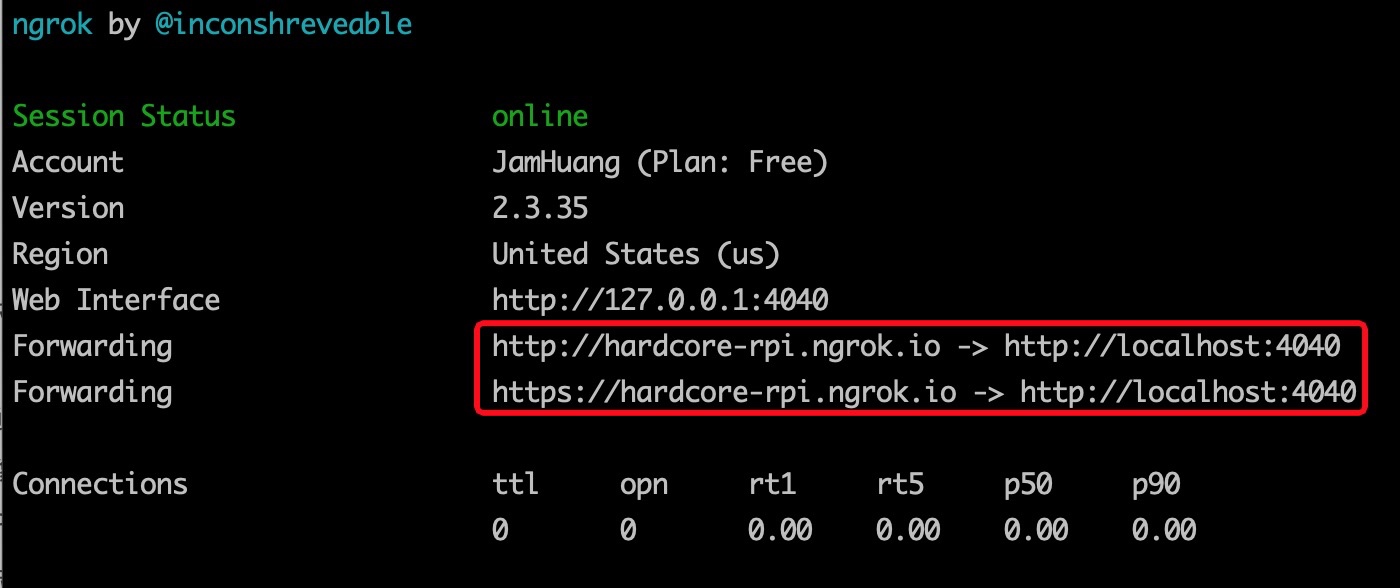 ngrok by @inconshreveable
Session Status online
Account JamHuang (Plan: Free)
Version 2.3.35
Region United States (us)
Web Interface http://127.0.0.1:4040
Forwarding http://hardcore-rpi.ngrok.io -> http://localhost:4040
Forwarding https://hardcore-rpi.ngrok.io -> http://localhost:4040
Connections ttl opn rt1 rt5 p50 p90
0 0 0.00 0.00 0.00 0.00